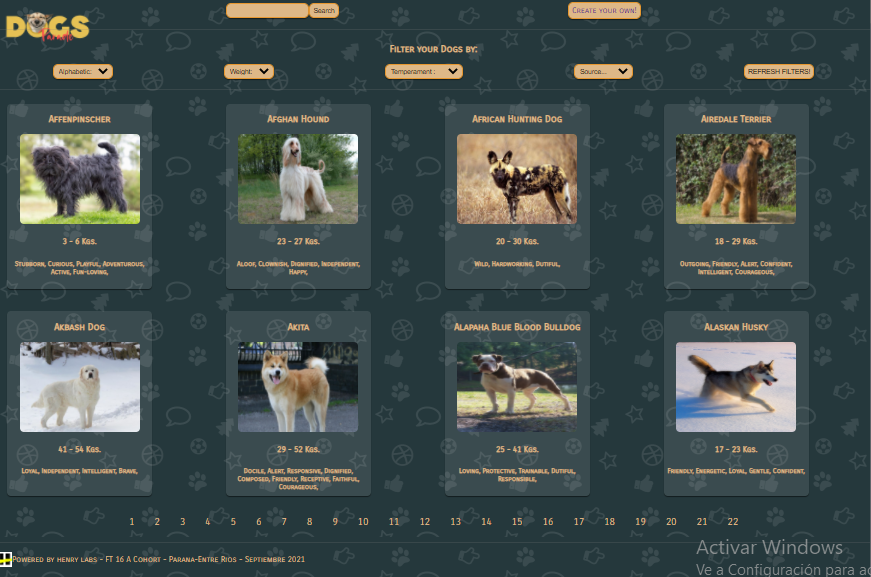 DOGS
Paraná
Search
Create your own!
Filter your Dogs by:
Alphabetic:
Weight:
Temperament :
Source...
REFRESH FILTERS!
Affenpinscher
Afghan Hound
African Hunting Dog
Airedale Terrier
3 - 6 Kgs.
23 - 27 Kgs.
20 - 30 Kgs.
18 - 29 Kgs.
Stubborn, Curious, Playful, Adventurous,
Active, Fun-loving,
Aloof, Clownish, Dignified, Independent,
Happy,
Wild, Hardworking, Dutiful,
Outgoing, Friendly, Alert, Confident,
Intelligent, Courageous,
Akbash Dog
Akita
Alapaha Blue Blood Bulldog
Alaskan Husky
41 - 54 Kgs.
29 - 52 Kgs.
25 - 41 Kgs.
17 - 23 Kgs.
Loyal, Independent, Intelligent, Brave,
Docile, Alert, Responsive, Dignified,
Composed, Friendly, Receptive, Faithful,
Courageous,
Loving, Protective, Trainable, Dutiful,
Responsible,
Friendly, Energetic, Loyal, Gentle, Confident,
1 2 3 4 5 6 7 8 9 10 11 12 13 14 15 16 17 18 19 20 21 22
Powered by henry labs - FT 16 A Cohort - Parana-Entre Rios - Septiembre 2021
Activar Windows
Ve a Configuración para ac